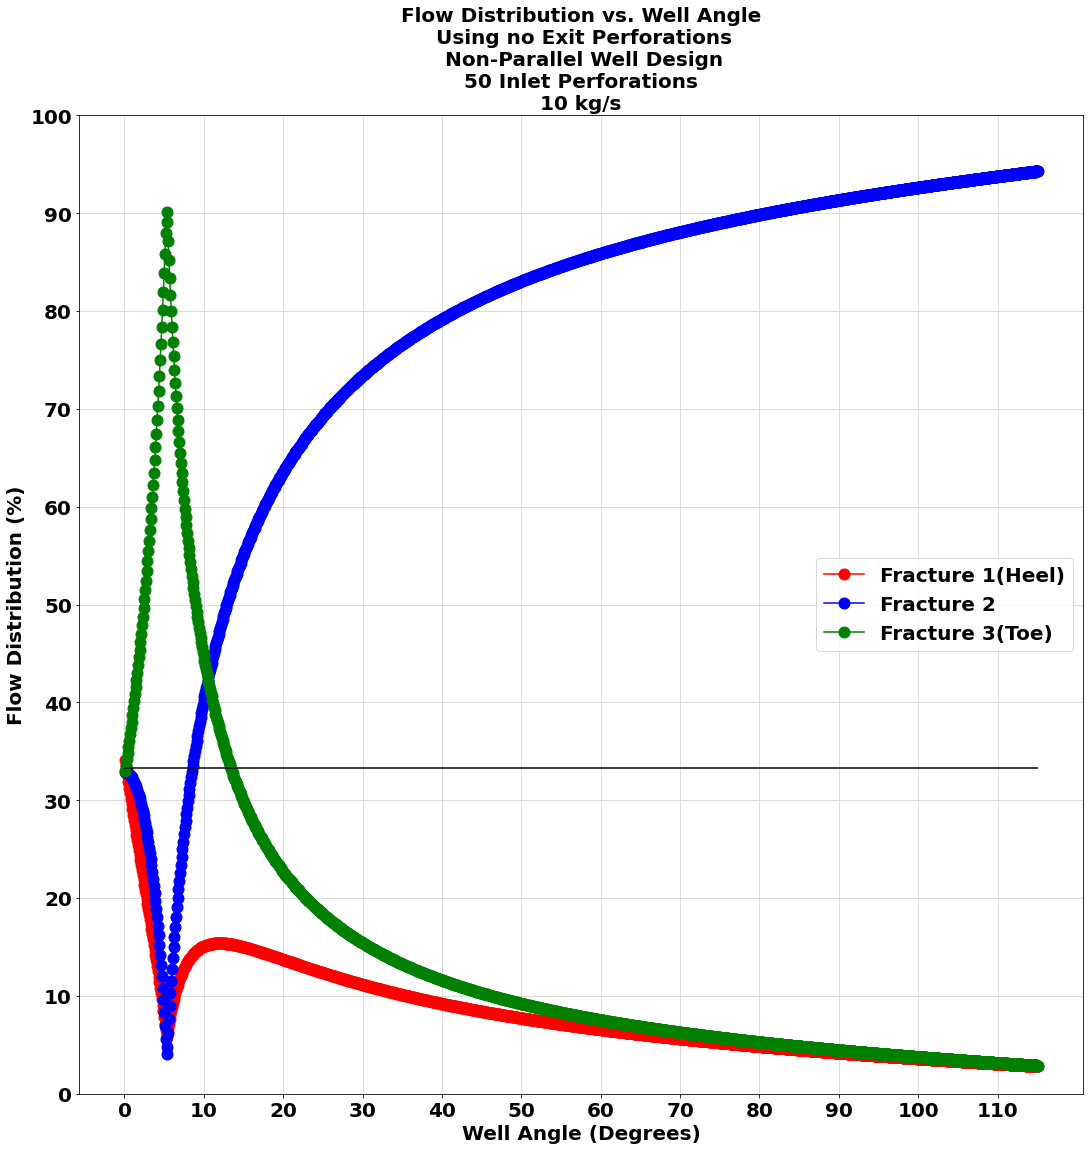 Flow Distribution vs. Well Angle
Using no Exit Perforations
Non-Parallel Well Design
50 Inlet Perforations
10 kg/s
100
90
80
70
60
50
40
30
20
10
0
Flow Distribution (%)
Fracture 1(Heel)
Fracture 2
Fracture 3(Toe)
0 10 20 30 40 50 60 70 80 90 100 110
Well Angle (Degrees)